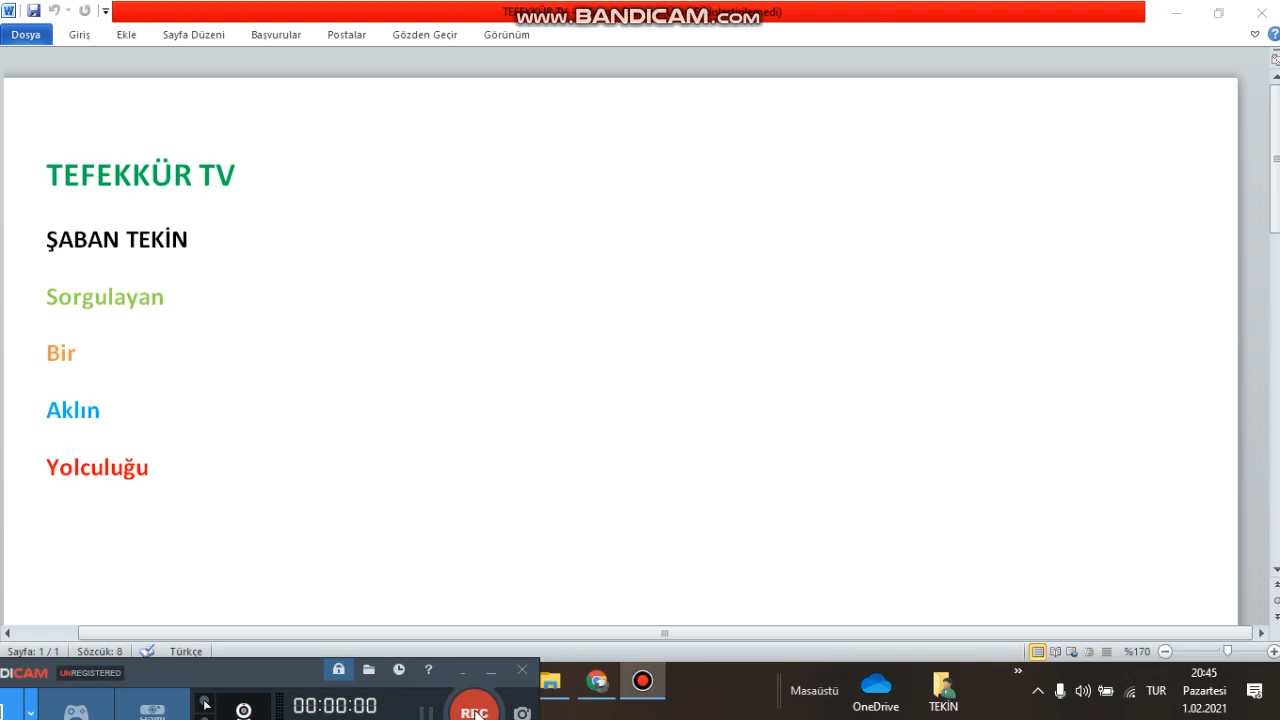 www.BANDICAM.com
Dosya Giriş Ekle Sayfa Düzeni Başvurular Postalar Gözden Geçir Görünüm
TEFEKKÜR TV
ŞABAN TEKİN
Sorgulayan
Bir
Aklın
Yolculuğu
Sayfa: 1 / 1 Sözcük: 8 Türkçe %170
DICAM UNREGISTERED
00:00:00 REC
Masaüstü OneDrive TEKİN TUR
20:45
Pazartesi
1.02.2021